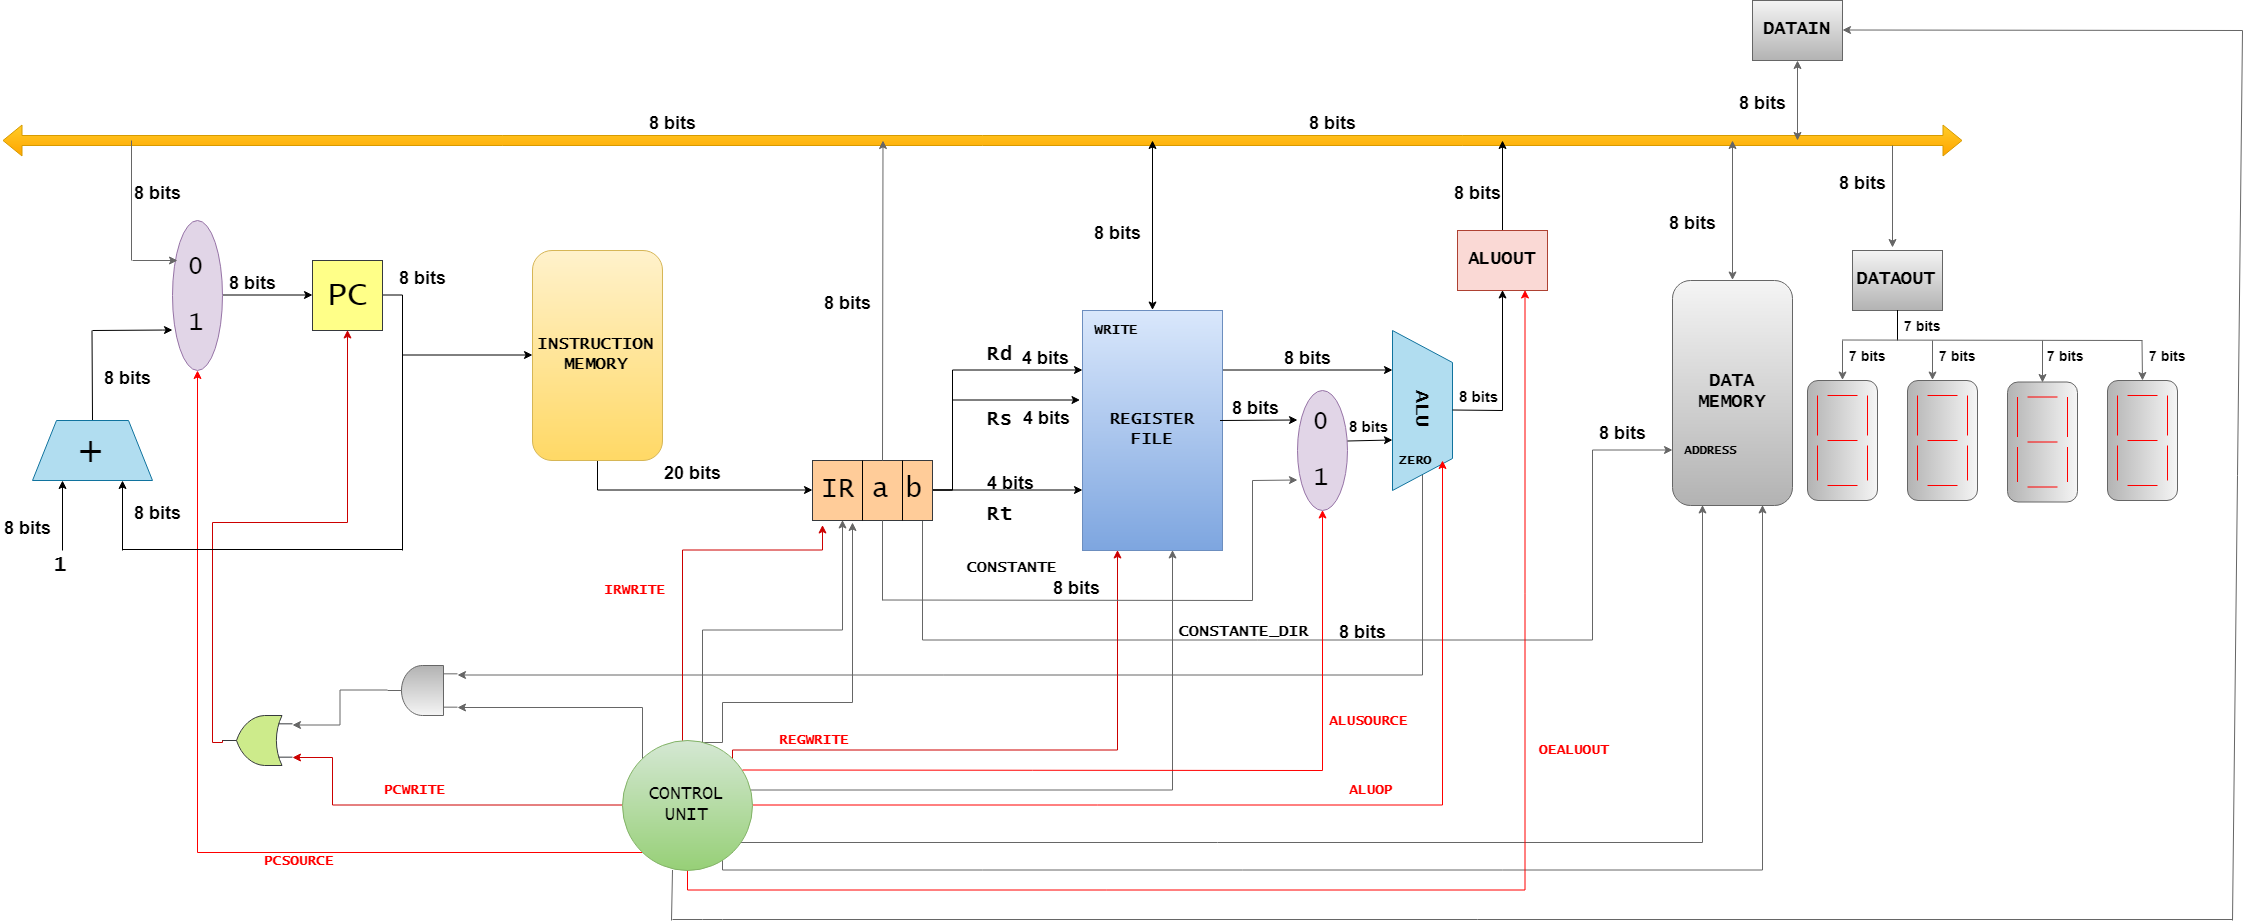 DATAIN
8 bits
8 bits
8 bits
8 bits
8 bits
8 bits
8 bits
8 bits
8 bits
0
1
8 bits
PC
8 bits
8 bits
ALUOUT
DATAOUT
7 bits
7 bits
7 bits
7 bits
7 bits
INSTRUCTION
MEMORY
WRITE
Rd 4 bits
Rs 4 bits
8 bits
8 bits
8 bits
0
1
8 bits
ALU
ZERO
8 bits
DATA
MEMORY
ADDRESS
8 bits
REGISTER
FILE
8 bits
+
20 bits
IR a b
4 bits
Rt
8 bits
8 bits
1
CONSTANTE
8 bits
IRWRITE
CONSTANTE_DIR 8 bits
ALUSOURCE
REGWRITE
OEALUOUT
PCWRITE
ALUOP
CONTROL
UNIT
PCSOURCE